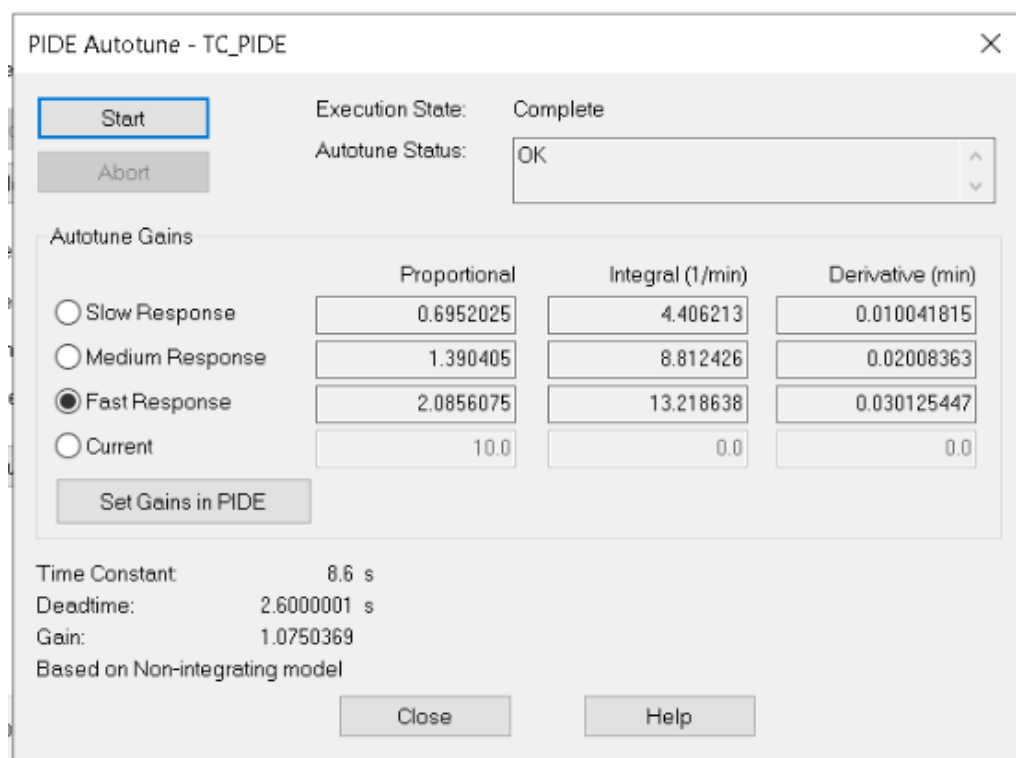 PIDE Autotune - TC_PIDE
Start
Execution State: Complete
Abort
Autotune Status: OK
Autotune Gains
Proportional Integral (1/min) Derivative (min)
Slow Response 0.6952025 4.406213 0.010041815
Medium Response 1.390405 8.812426 0.02008363
Fast Response 2.0856075 13.218638 0.030125447
Current 10.0 0.0 0.0
Set Gains in PIDE
Time Constant: 8.6 s
Deadtime: 2.6000001 s
Gain: 1.0750369
Based on Non-integrating model
Close Help